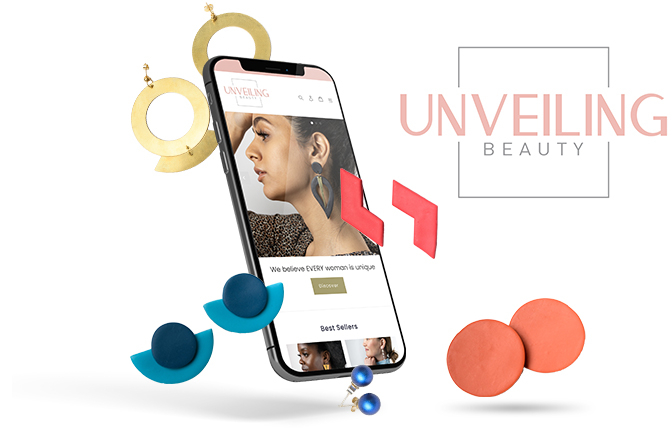 UNVEILING
BEAUTY
We believe EVERY woman is unique
Discover
Best Sellers
UNVEILING
BEAUTY